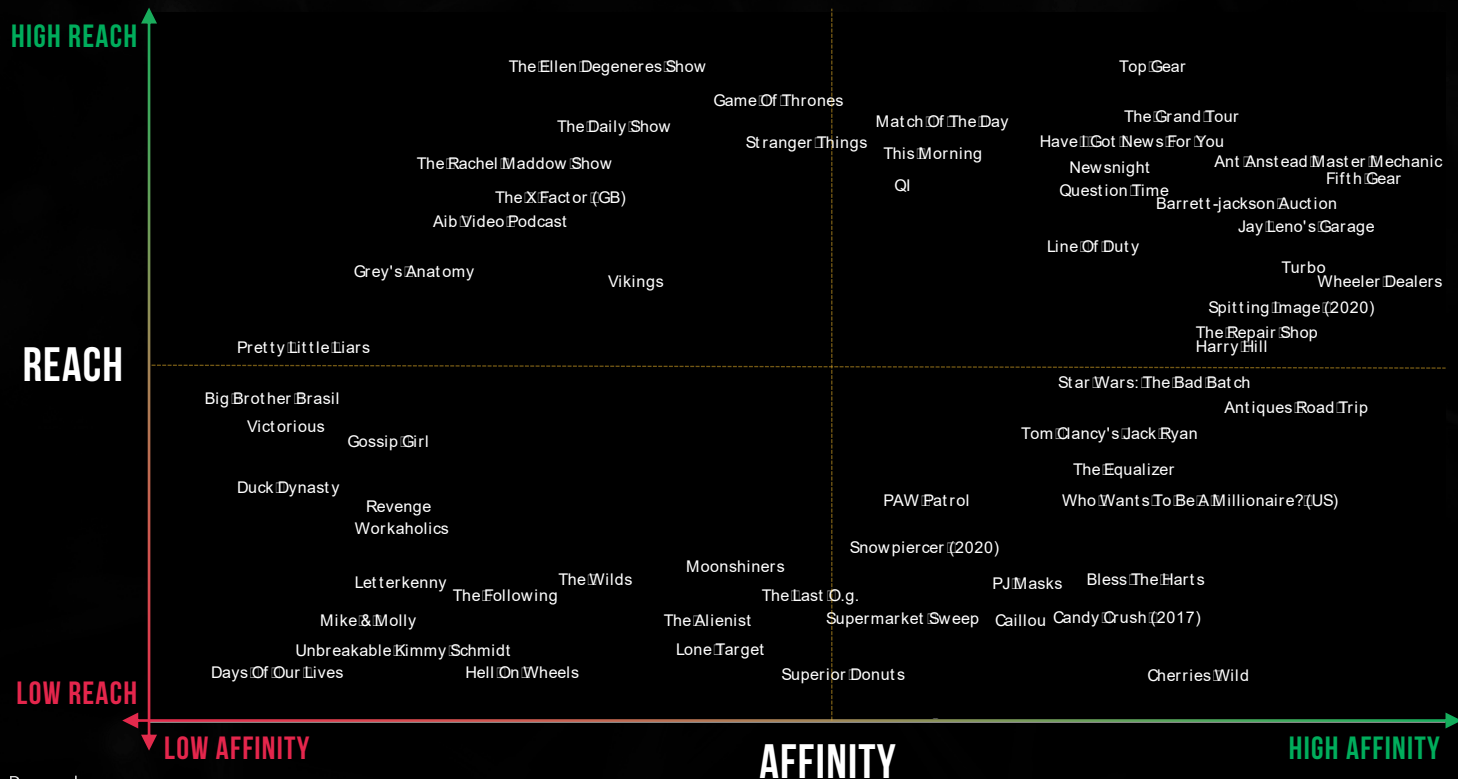 HIGH REACH
The Ellen Degeneres Show
Top Gear
Game Of Thrones
The Grand Tour
Match Of The Day
The Daily Show
Stranger Things
Have I Got News For You
This Morning
Ant Anstead Master Mechanic
The Rachel Maddow Show
Newsnight
Fifth Gear
QI
Question Time
The X Factor (GB)
Barrett-jackson Auction
Aib Video Podcast
Jay Leno's Garage
Line Of Duty
Turbo
Grey's Anatomy
Vikings
Wheeler Dealers
Spitting Image (2020)
The Repair Shop
Pretty Little Liars
Harry Hill
REACH
Star Wars: The Bad Batch
Big Brother Brasil
Antiques Road Trip
Victorious
Tom Clancy's Jack Ryan
Gossip Girl
The Equalizer
Duck Dynasty
PAW Patrol
Who Wants To Be A Millionaire? (US)
Revenge
Workaholics
Snowpiercer (2020)
Moonshiners
Letterkenny
The Wilds
PJ Masks
Bless The Harts
The Following
The Last O.g.
Mike & Molly
The Alienist
Supermarket Sweep
Caillou
Candy Crush (2017)
Unbreakable Kimmy Schmidt
Lone Target
Days Of Our Lives
Hell On Wheels
Superior Donuts
Cherries Wild
LOW REACH
LOW AFFINITY
AFFINITY
HIGH AFFINITY